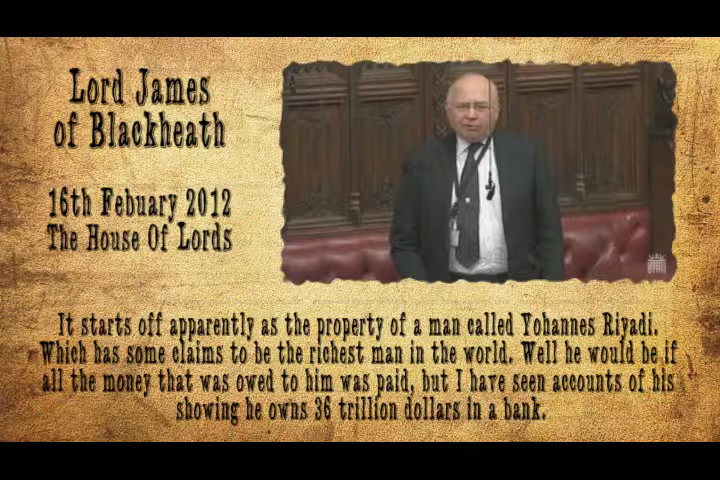 Lord James
of Blackheath
16th Febuary 2012
The House Of Lords
It starts off apparently as the property of a man called Yohannes Riyadi.
Which has some claims to be the richest man in the world. Well he would be if
all the money that was owed to him was paid, but I have seen accounts of his
showing he owns 36 trillion dollars in a bank.